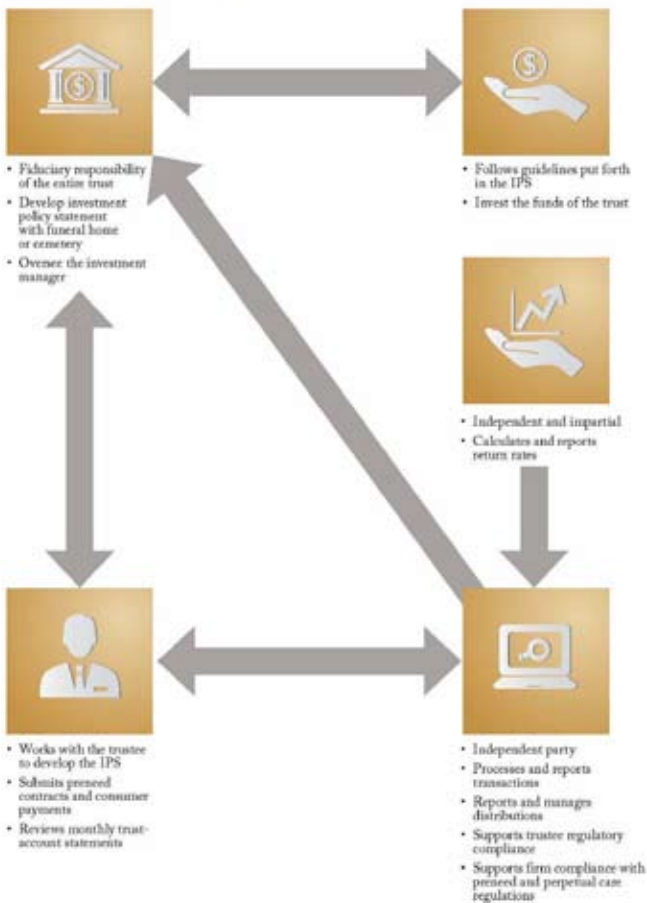 $
• Fiduciary responsibility
of the entire trust
• Develop investment
policy statement
with funeral home
or cemetery
• Oversee the investment
manager
$
• Follows guidelines put forth
in the IPS
• Invest the funds of the trust
• Independent and impartial
• Calculates and reports
return rates
• Works with the trustee
to develop the IPS
• Submits preneed
contracts and consumer
payments
• Reviews monthly trust-
account statements
• Independent party
• Processes and reports
transactions
• Reports and manages
distributions
• Supports trustee regulatory
compliance
• Supports firm compliance with
preneed and perpetual care
regulations